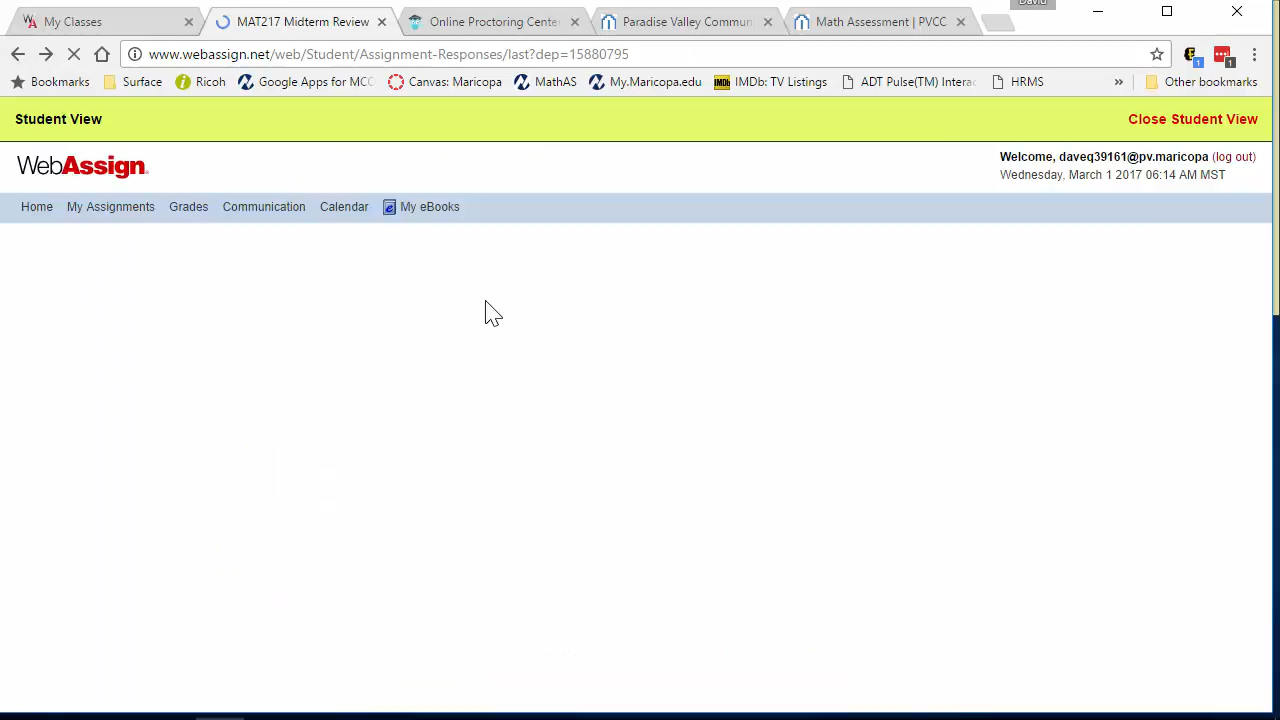 David
My Classes
MAT217 Midterm Review
Online Proctoring Cente
Paradise Valley Commun
Math Assessment | PVCC
www.webassign.net/web/Student/Assignment-Responses/last?dep=15880795
1
1
Bookmarks
Surface
Ricoh
Google Apps for MCC
Canvas: Maricopa
MathAS
My.Maricopa.edu
IMDb: TV Listings
ADT Pulse(TM) Interac
HRMS
»
Other bookmarks
Student View
Close Student View
WebAssign
Welcome, daveq39161@pv.maricopa (log out)
Wednesday, March 1 2017 06:14 AM MST
Home My Assignments Grades Communication Calendar My eBooks